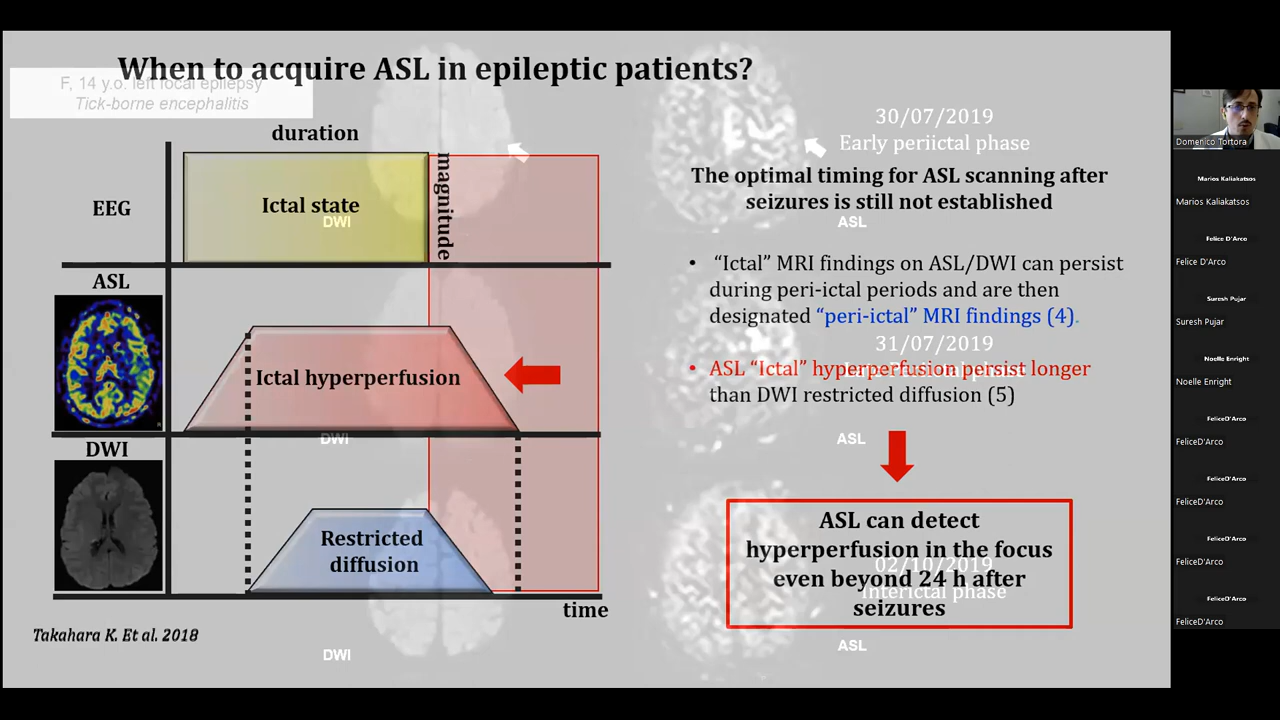 When to acquire ASL in epileptic patients?
F, 14 y.o. left focal epilepsy
Tick-borne encephalitis
duration
magnitude
EEG
Ictal state
DWI
ASL
Ictal hyperperfusion
DWI
DWI
Restricted
diffusion
time
Takahara K. Et al. 2018
DWI
30/07/2019
Early periictal phase
The optimal timing for ASL scanning after
seizures is still not established
ASL
• “Ictal” MRI findings on ASL/DWI can persist
during peri-ictal periods and are then
designated “peri-ictal” MRI findings (4).
31/07/2019
• ASL “Ictal” hyperperfusion persist longer
than DWI restricted diffusion (5)
ASL
ASL can detect
hyperperfusion in the focus
02/10/2019
even beyond 24 h after
Interictal phase
seizures
ASL
Domenico Tortora
Marios Kaliakatsos
Marios Kaliakatsos
Felice D'Arco
Felice D'Arco
Suresh Pujar
Suresh Pujar
Noelle Enright
Noelle Enright
FeliceD'Arco
FeliceD'Arco
FeliceD'Arco
FeliceD'Arco
FeliceD'Arco
FeliceD'Arco
FeliceD'Arco
FeliceD'Arco